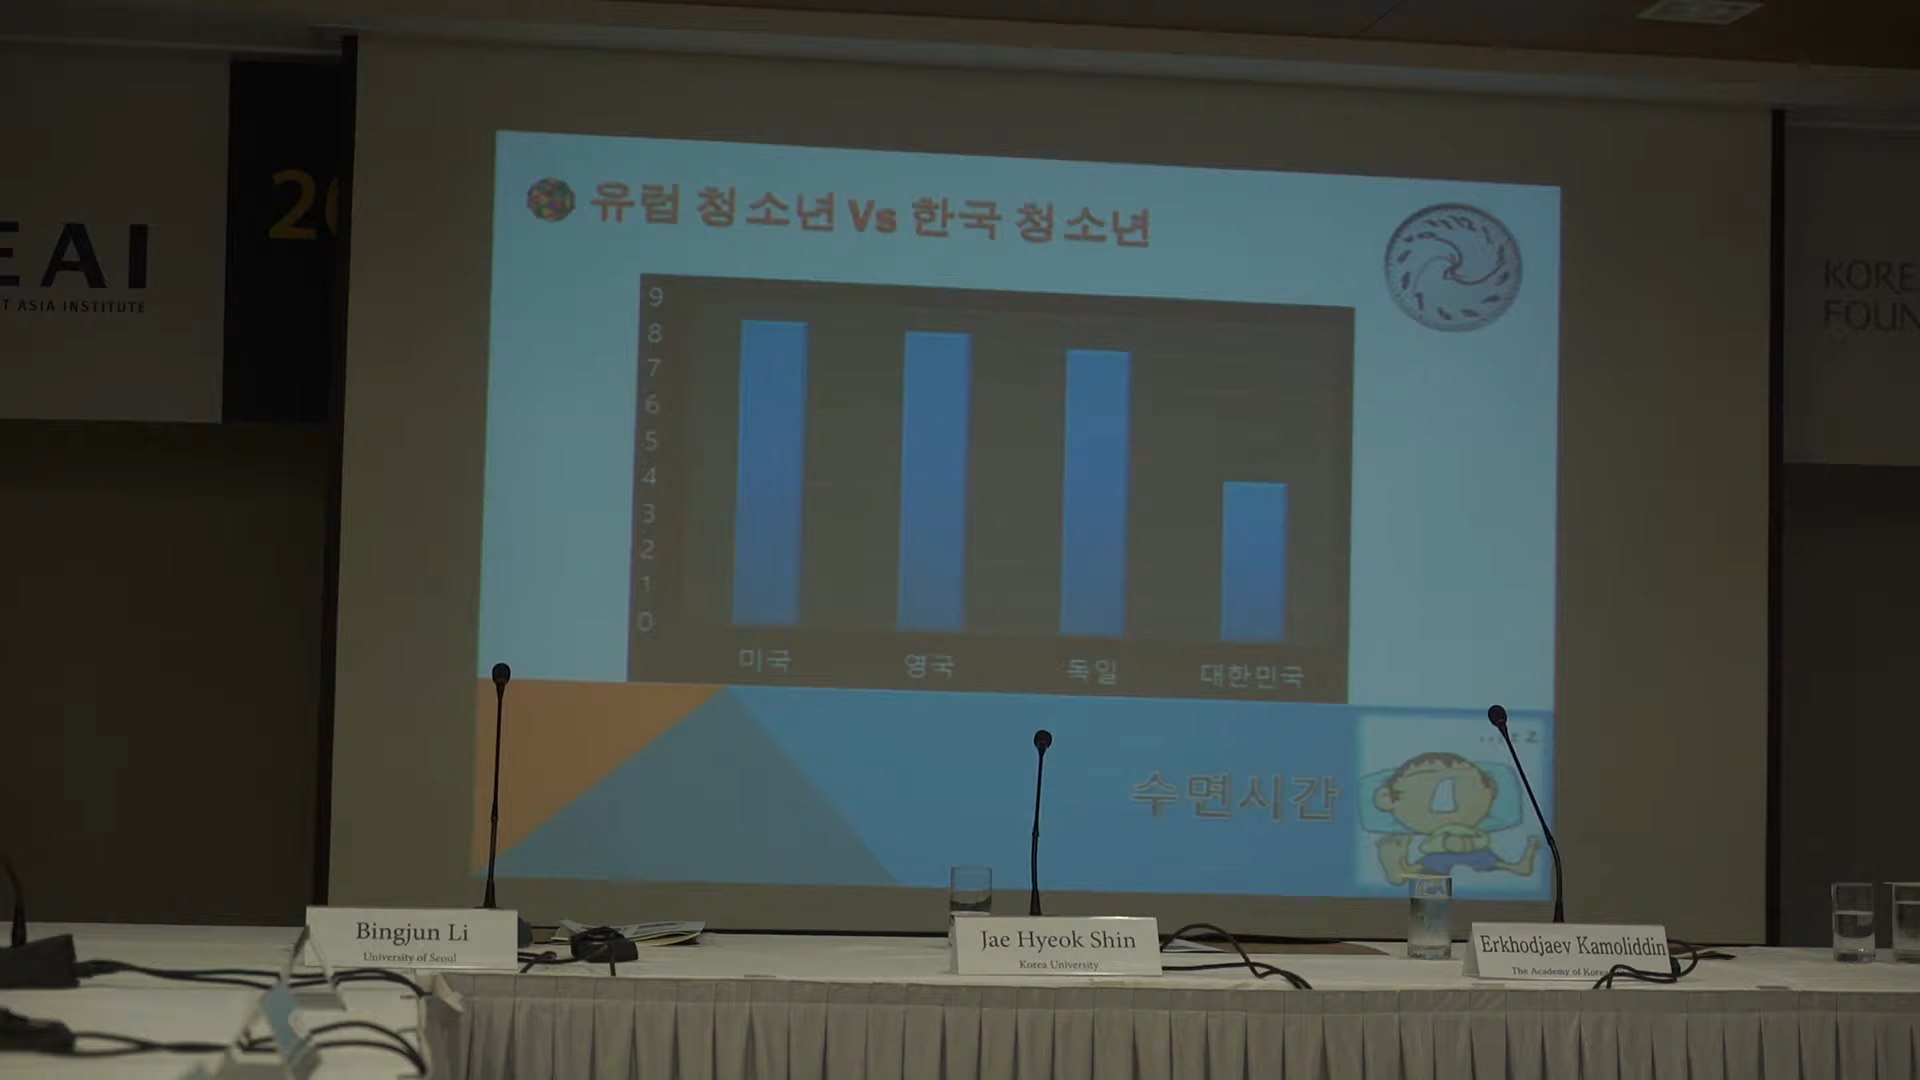 EAI
T ASIA INSTITUTE
유럽 청소년 Vs 한국 청소년
9
8
7
6
5
4
3
2
1
0
미국 영국 독일 대한민국
수면시간
KORE
FOUN
Bingjun Li
University of Seoul
Jae Hyeok Shin
Korea University
Erkhodjaev Kamoliddin
The Academy of Korea